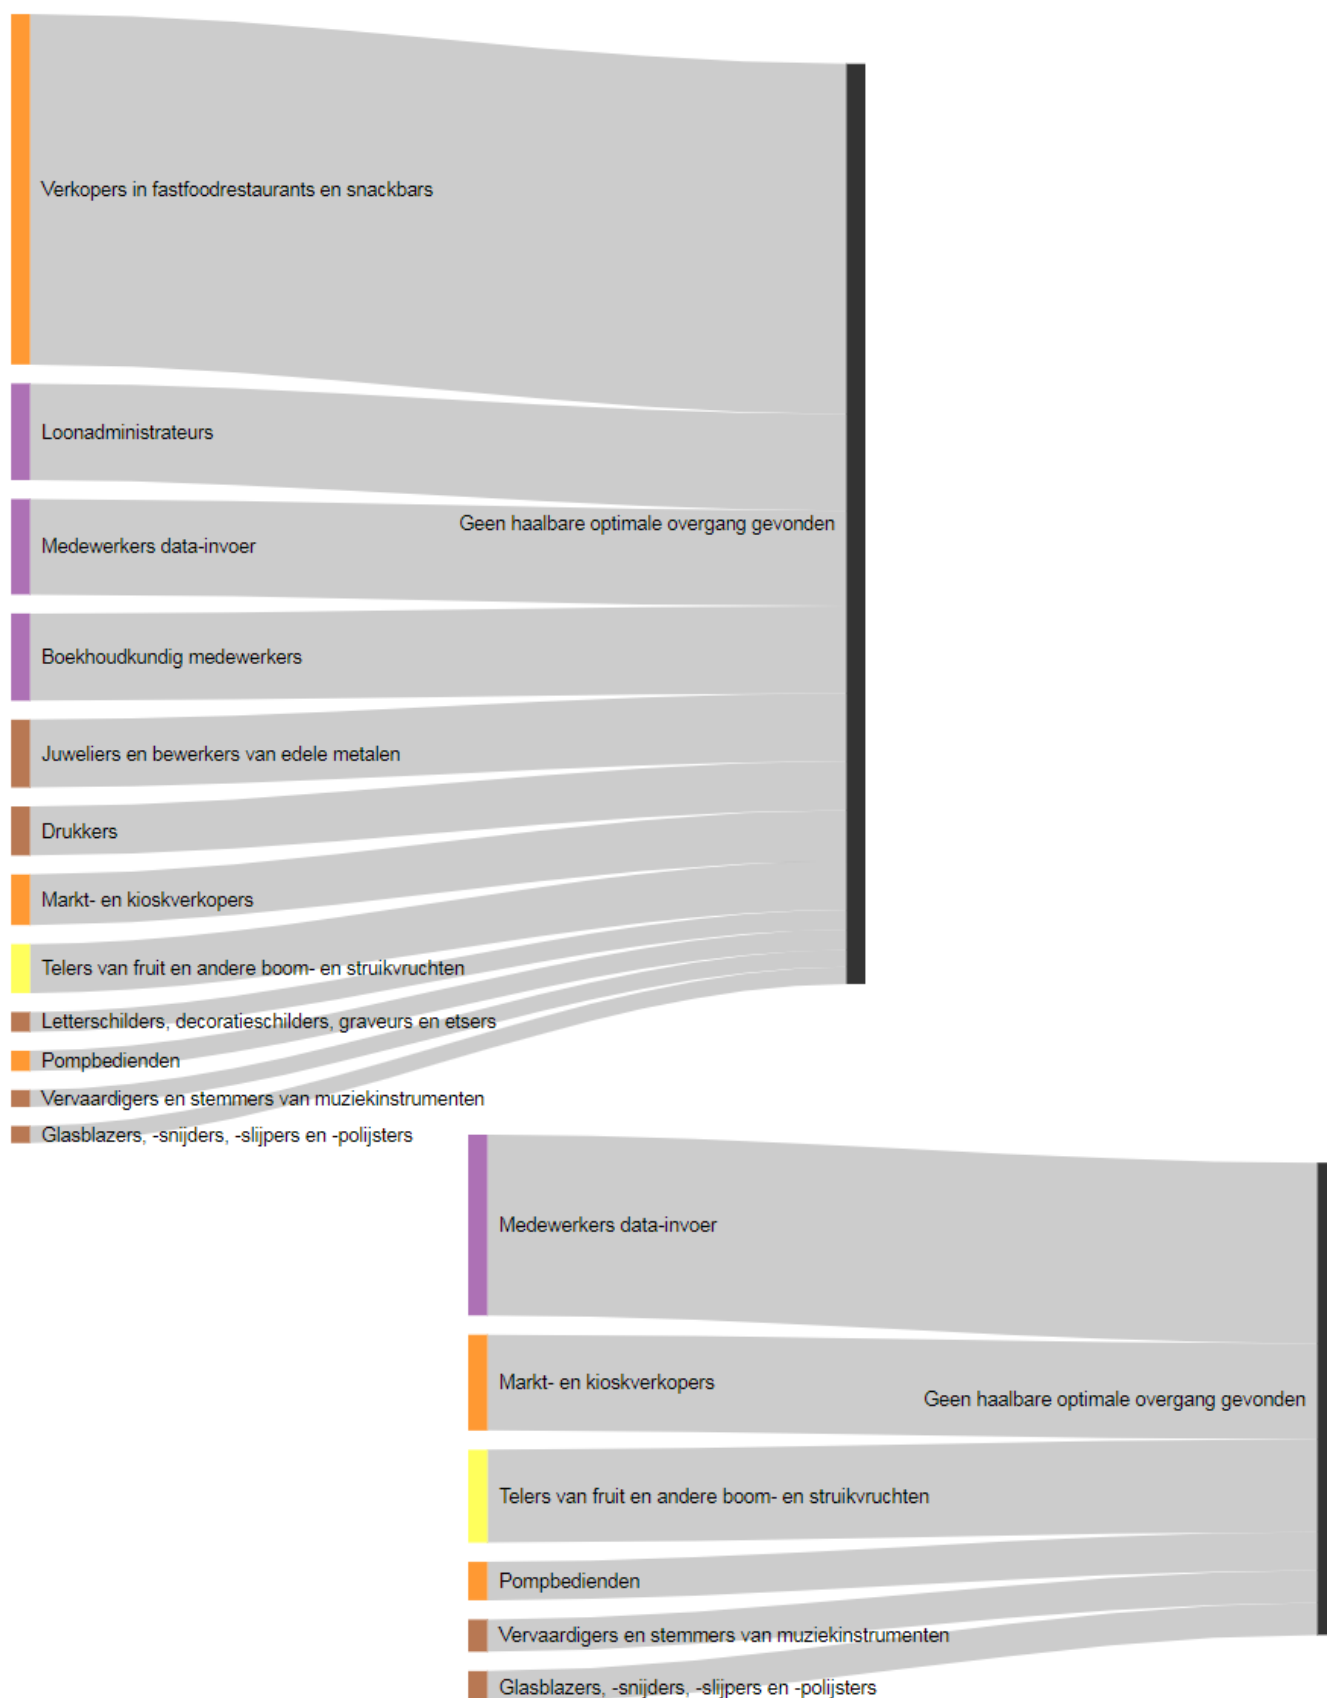 Verkopers in fastfoodrestaurants en snackbars
Loonadministrateurs
Geen haalbare optimale overgang gevonden
Medewerkers data-invoer
Boekhoudkundig medewerkers
Juweliers en bewerkers van edele metalen
Drukkers
Markt- en kioskverkopers
Telers van fruit en andere boom- en struikvruchten
Letterschilders, decoratieschilders, graveurs en etsers
Pompbedienden
Vervaardigers en stemmers van muziekinstrumenten
Glasblazers, -snijders, -slijpers en -polijsters
Medewerkers data-invoer
Markt- en kioskverkopers
Geen haalbare optimale overgang gevonden
Telers van fruit en andere boom- en struikvruchten
Pompbedienden
Vervaardigers en stemmers van muziekinstrumenten
Glasblazers, -snijders, -slijpers en -polijsters